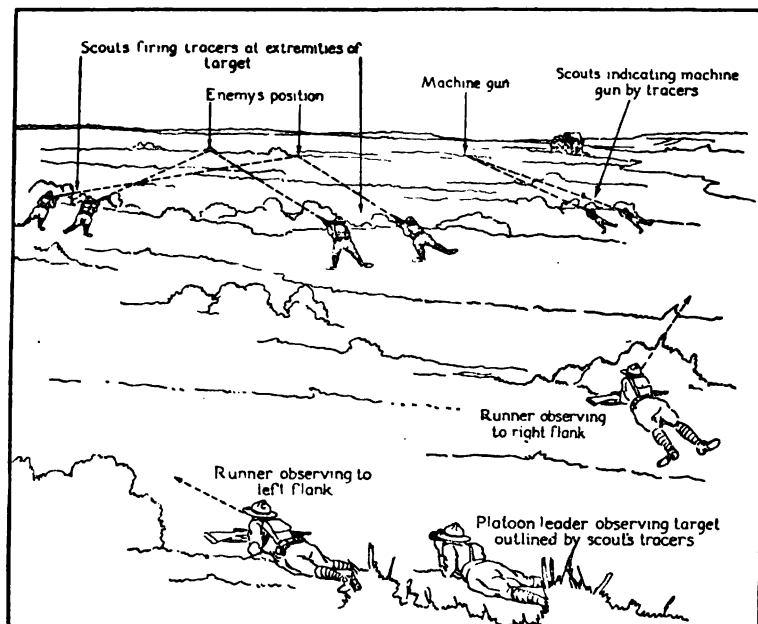 Scouts firing tracers at extremities of
target
Enemy's position
Machine gun
Scouts indicating machine
gun by tracers
Runner observing
to right flank
Runner observing to
left flank
Platoon leader observing target
outlined by scout's tracers